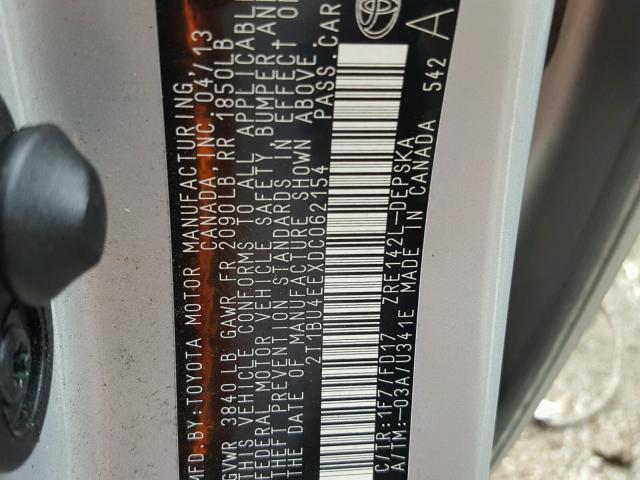 MFD.BY:TOYOTA MOTOR MANUFACTURING,
CANADA,INC. 04/13
GVWR 3840 LB GAWR FR 2090LB,RR 1850LB
THIS VEHICLE CONFORMS TO ALL APPLICABLE
FEDERAL MOTOR VEHICLE SAFETY, BUMPER, AND
THEFT PREVENTION STANDARDS IN EFFECT ON
THE DATE OF MANUFACTURE SHOWN ABOVE.
2T1BU4EEXDC062154 PASS.CAR
C/TR:1F7/FD17 ZRE142L-DEPSKA
A/TM:-03A/U341E MADE IN CANADA 542 A